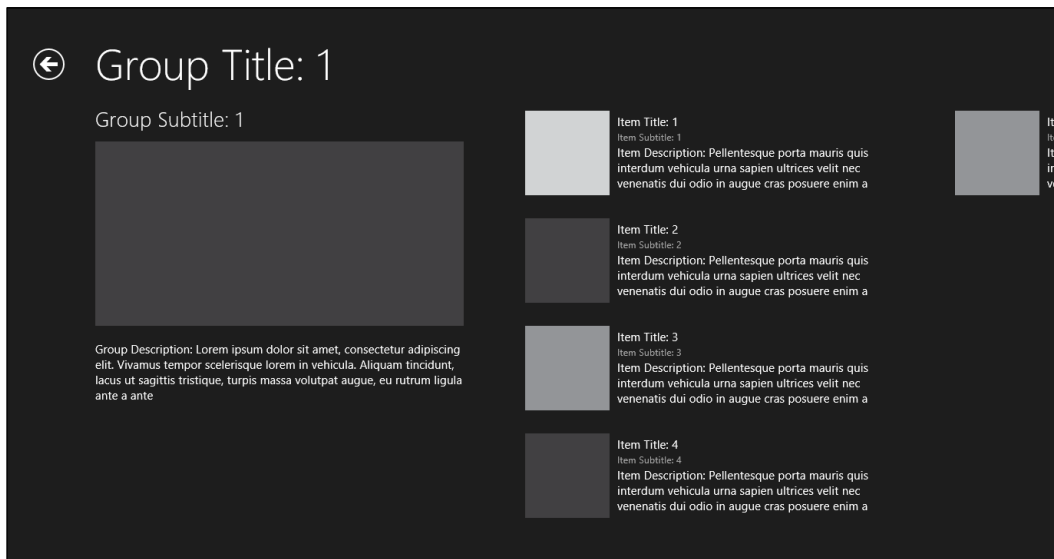 Group Title: 1
Group Subtitle: 1
Group Description: Lorem ipsum dolor sit amet, consectetur adipiscing
elit. Vivamus tempor scelerisque lorem in vehicula. Aliquam tincidunt,
lacus ut sagittis tristique, turpis massa volutpat augue, eu rutrum ligula
ante a ante
Item Title: 1
Item Subtitle: 1
Item Description: Pellentesque porta mauris quis
interdum vehicula urna sapien ultrices velit nec
venenatis dui odio in augue cras posuere enim a
Item Title: 2
Item Subtitle: 2
Item Description: Pellentesque porta mauris quis
interdum vehicula urna sapien ultrices velit nec
venenatis dui odio in augue cras posuere enim a
Item Title: 3
Item Subtitle: 3
Item Description: Pellentesque porta mauris quis
interdum vehicula urna sapien ultrices velit nec
venenatis dui odio in augue cras posuere enim a
Item Title: 4
Item Subtitle: 4
Item Description: Pellentesque porta mauris quis
interdum vehicula urna sapien ultrices velit nec
venenatis dui odio in augue cras posuere enim a